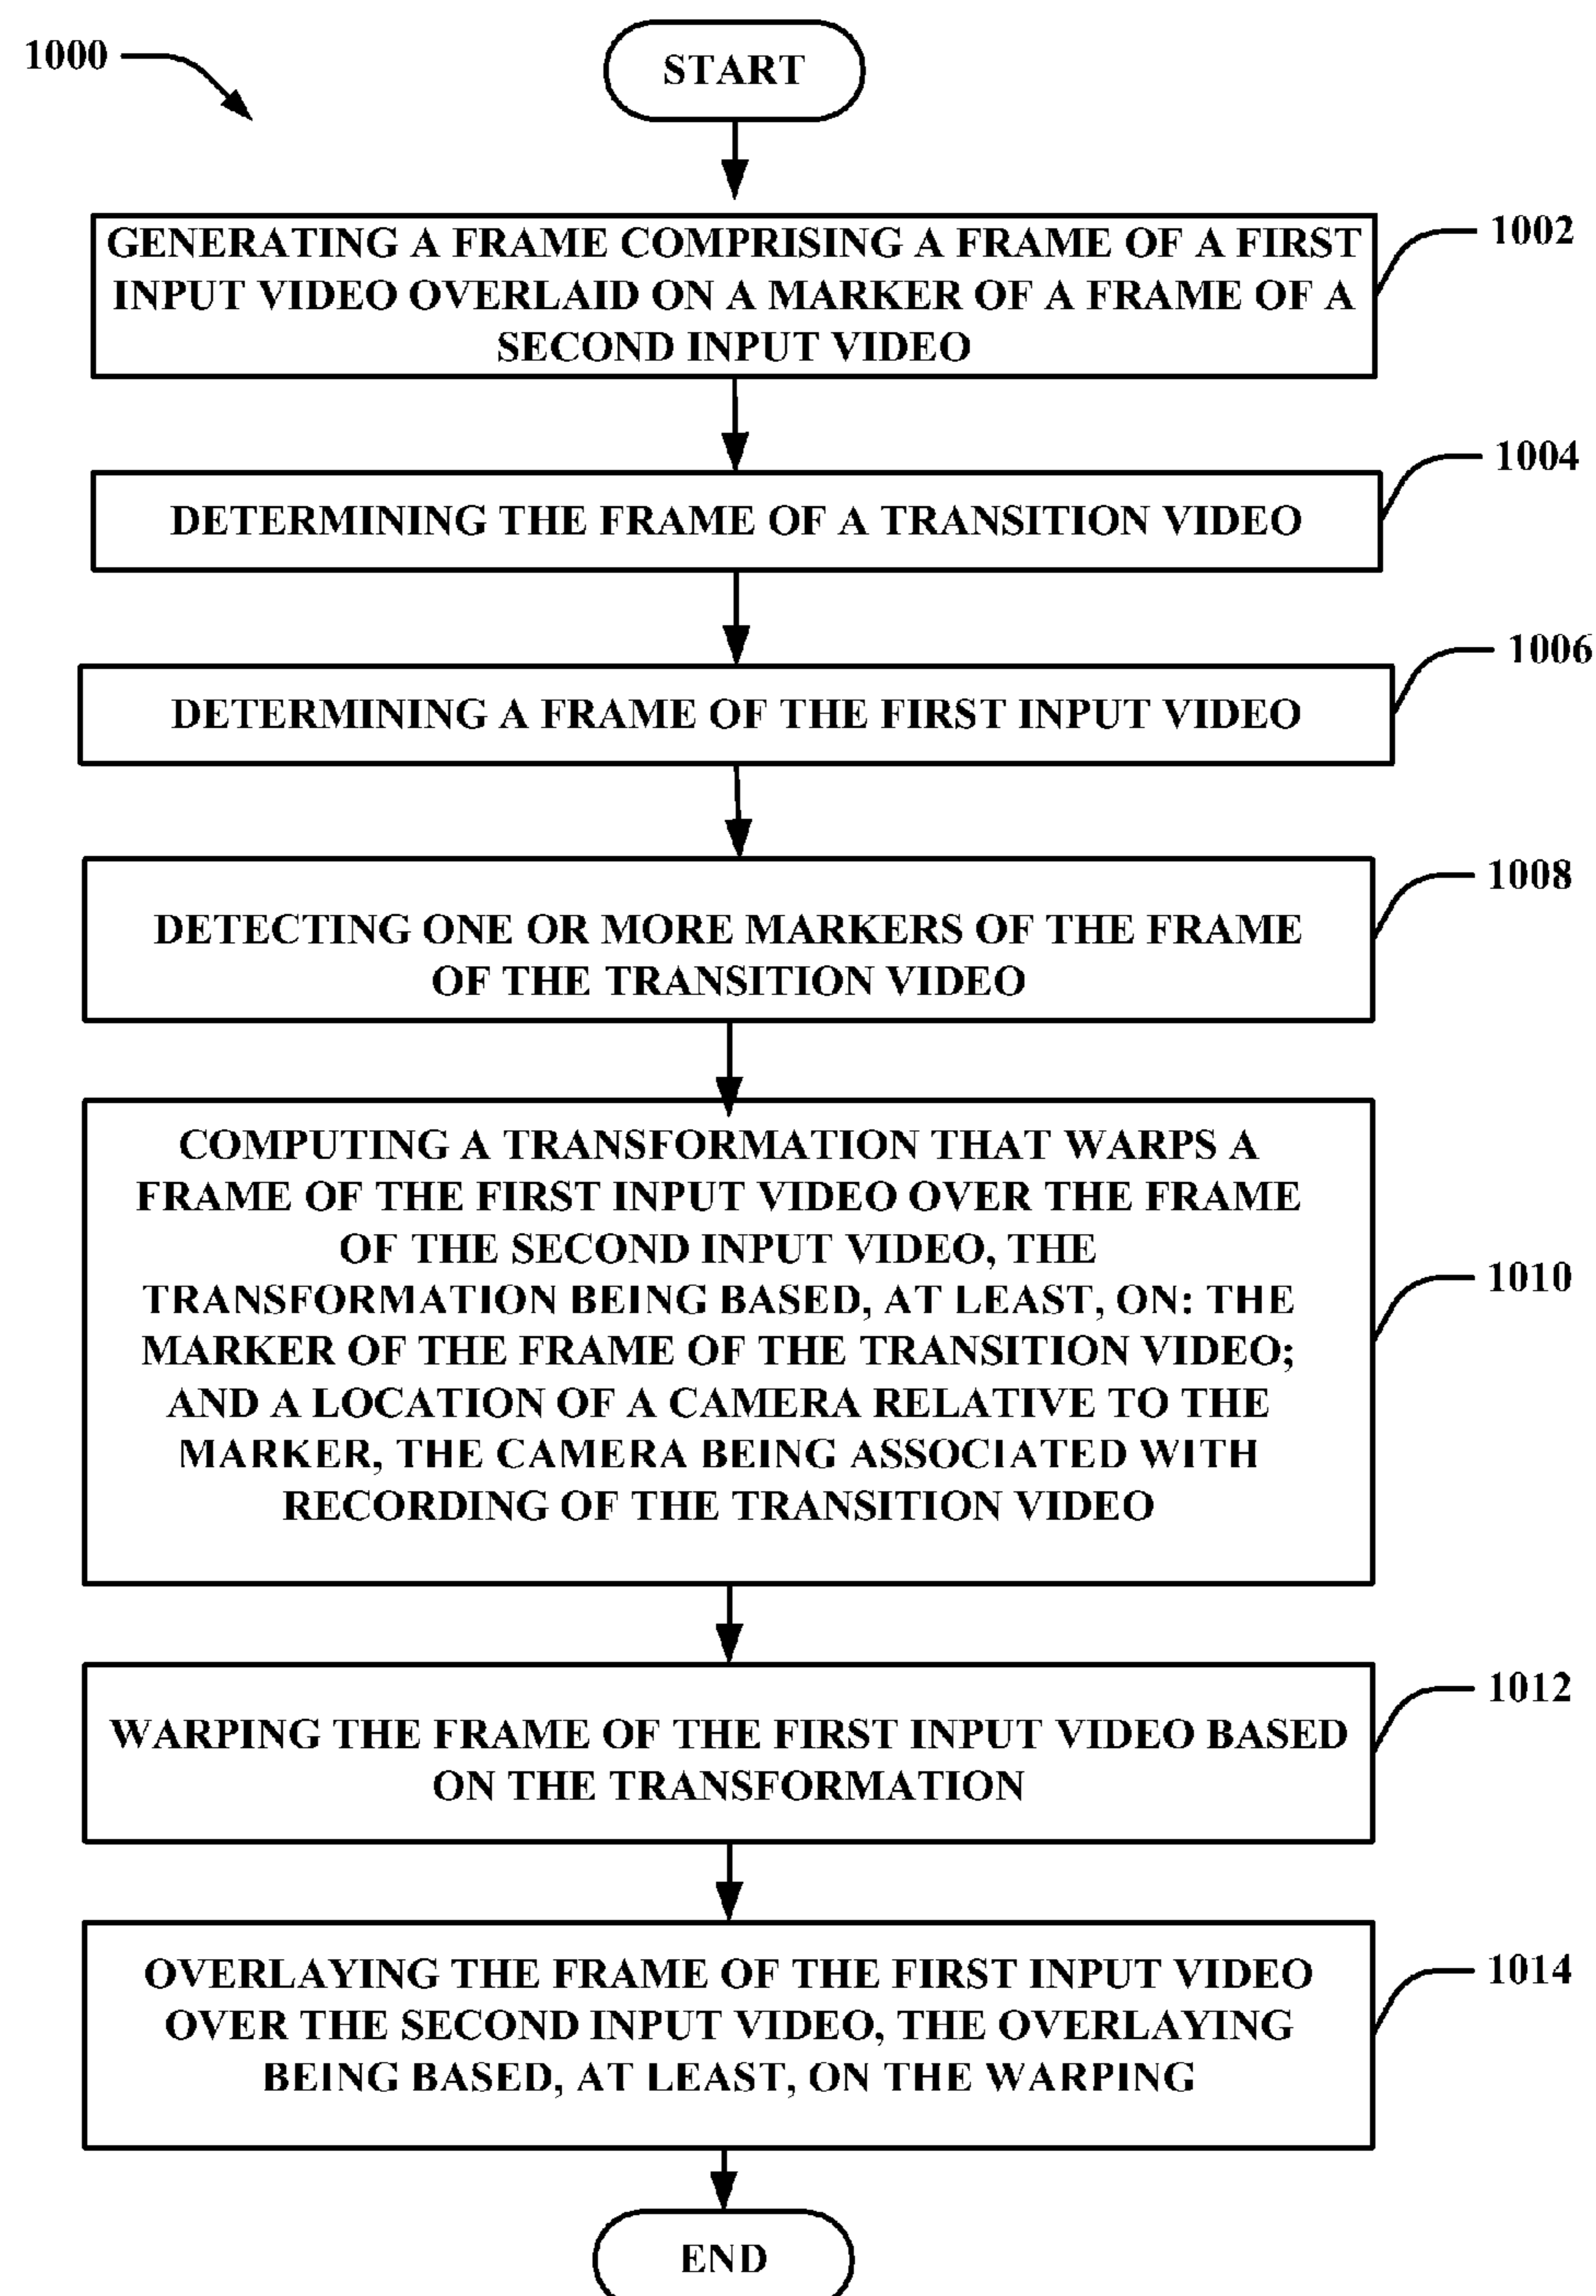 1000
START
GENERATING A FRAME COMPRISING A FRAME OF A FIRST
INPUT VIDEO OVERLAID ON A MARKER OF A FRAME OF A
SECOND INPUT VIDEO
1002
DETERMINING THE FRAME OF A TRANSITION VIDEO
1004
DETERMINING A FRAME OF THE FIRST INPUT VIDEO
1006
DETECTING ONE OR MORE MARKERS OF THE FRAME
OF THE TRANSITION VIDEO
1008
COMPUTING A TRANSFORMATION THAT WARPS A
FRAME OF THE FIRST INPUT VIDEO OVER THE FRAME
OF THE SECOND INPUT VIDEO, THE
TRANSFORMATION BEING BASED, AT LEAST, ON: THE
MARKER OF THE FRAME OF THE TRANSITION VIDEO;
AND A LOCATION OF A CAMERA RELATIVE TO THE
MARKER, THE CAMERA BEING ASSOCIATED WITH
RECORDING OF THE TRANSITION VIDEO
1010
WARPING THE FRAME OF THE FIRST INPUT VIDEO BASED
ON THE TRANSFORMATION
1012
OVERLAYING THE FRAME OF THE FIRST INPUT VIDEO
OVER THE SECOND INPUT VIDEO, THE OVERLAYING
BEING BASED, AT LEAST, ON THE WARPING
1014
END